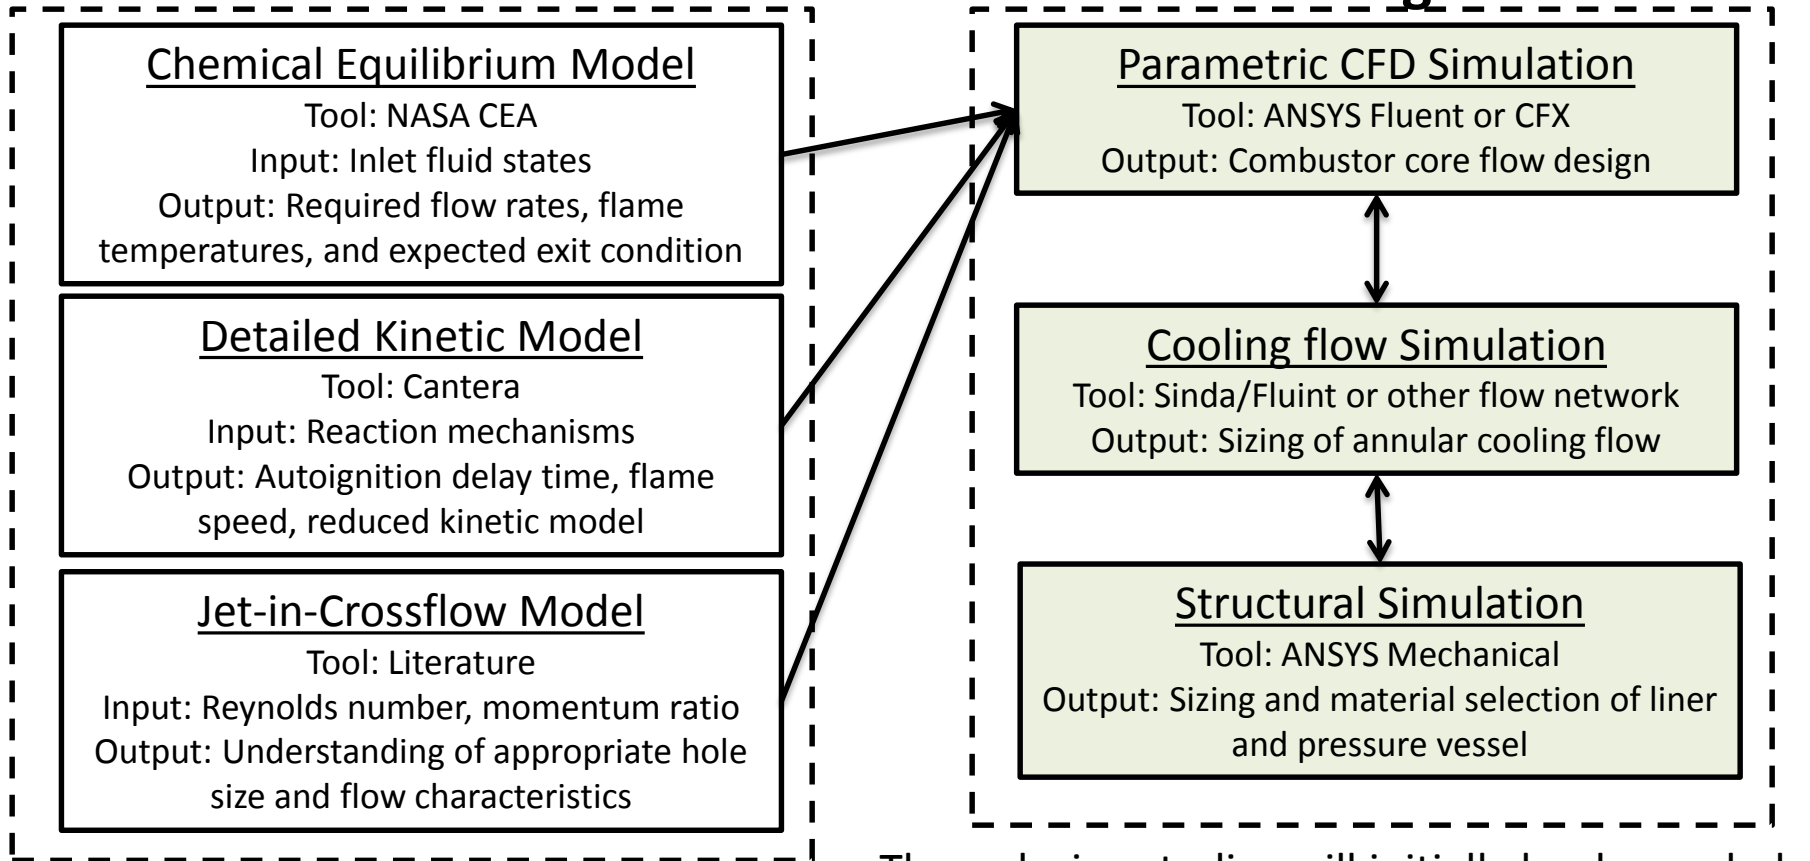 Chemical Equilibrium Model
Tool: NASA CEA
Input: Inlet fluid states
Output: Required flow rates, flame
temperatures, and expected exit condition
Detailed Kinetic Model
Tool: Cantera
Input: Reaction mechanisms
Output: Autoignition delay time, flame
speed, reduced kinetic model
Jet-in-Crossflow Model
Tool: Literature
Input: Reynolds number, momentum ratio
Output: Understanding of appropriate hole
size and flow characteristics
Parametric CFD Simulation
Tool: ANSYS Fluent or CFX
Output: Combustor core flow design
Cooling flow Simulation
Tool: Sinda/Fluint or other flow network
Output: Sizing of annular cooling flow
Structural Simulation
Tool: ANSYS Mechanical
Output: Sizing and material selection of liner
and pressure vessel